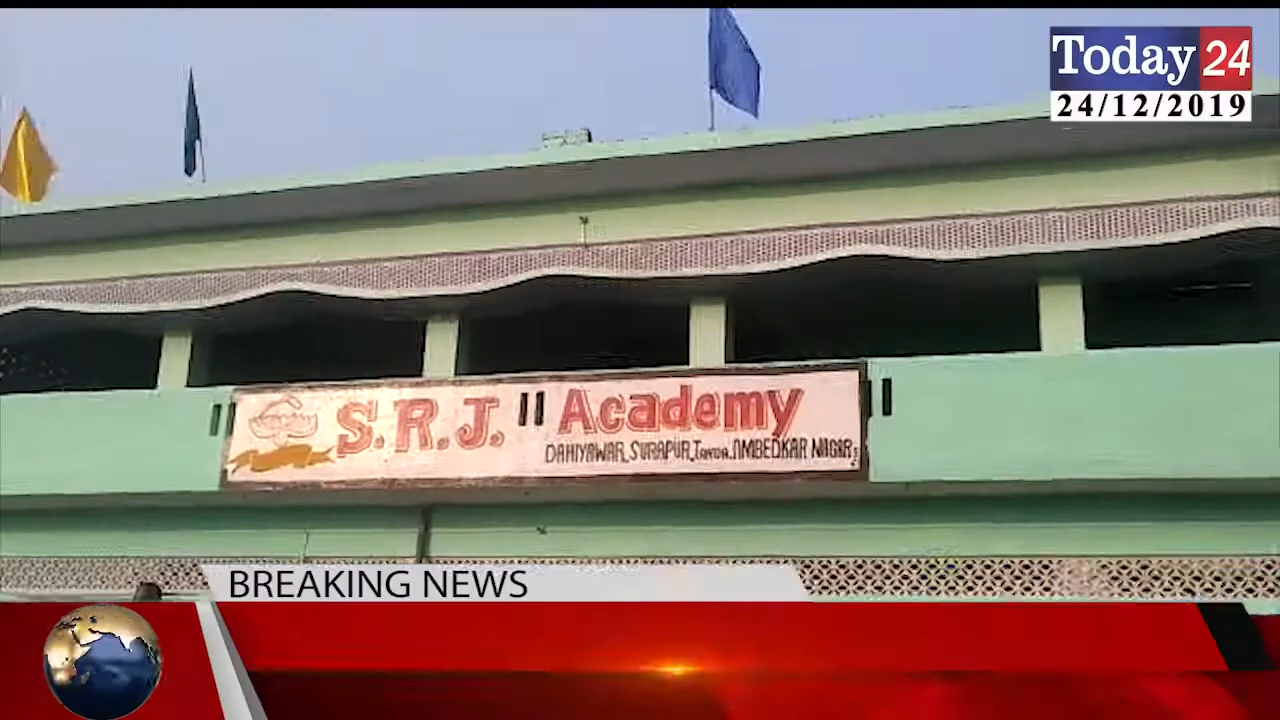 Today 24
24/12/2019
S.R.J. Academy
DAHIYAWAR, SURAPUR, TANDA, AMBEDKAR NAGAR
BREAKING NEWS